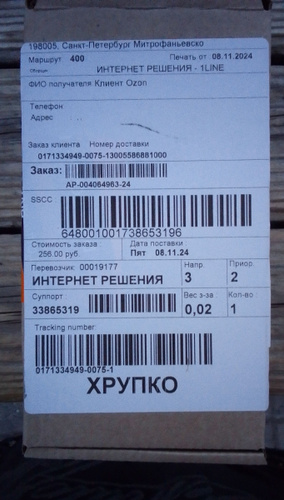 198005, Санкт-Петербург Митрофаньевско
Маршрут 400 Печать от 08.11.2024
ИНТЕРНЕТ РЕШЕНИЯ - 1LINE
ФИО получателя Клиент Ozon
Телефон
Адрес
Заказ клиента Номер доставки
0171334949-0075-13005586881000
Заказ:
АР-004064963-24
SSCC
648001001738653196
Стоимость заказа Дата поставки
256.00 руб. Пят 08.11.24
Перевозчик 00019177 Напр. Приор.
ИНТЕРНЕТ РЕШЕНИЯ 3 2
Суппорт Вес з-за Кол-во
33865319 0,02 1
Tracking number
0171334949-0075-1
ХРУПКО